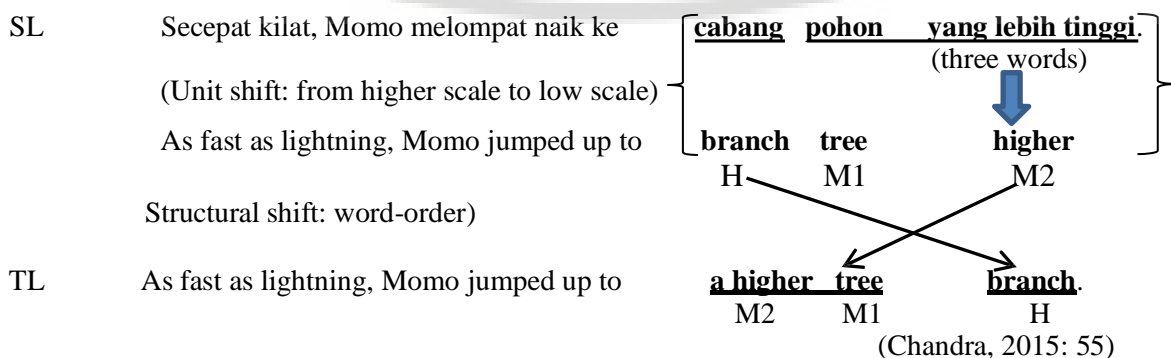 SL Secepat kilat, Momo melompat naik ke cabang pohon yang lebih tinggi.
(three words)
(Unit shift: from higher scale to low scale)
As fast as lightning, Momo jumped up to branch tree higher
H M1 M2
Structural shift: word-order)
TL As fast as lightning, Momo jumped up to a higher tree branch.
M2 M1 H
(Chandra, 2015: 55)